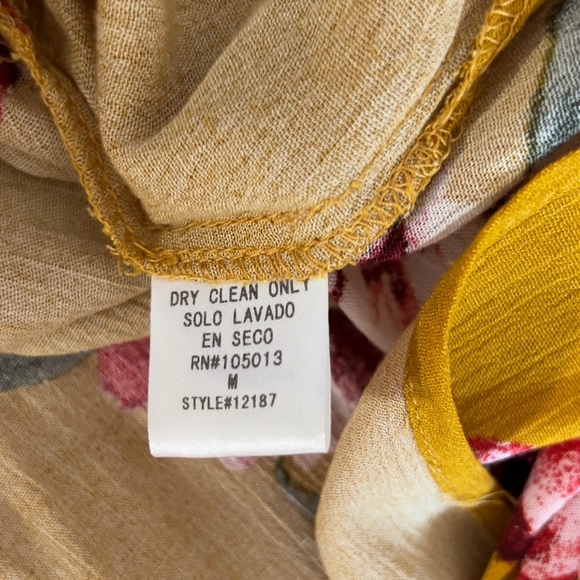 DRY CLEAN ONLY
SOLO LAVADO
EN SECO
RN#105013
M
STYLE#12187